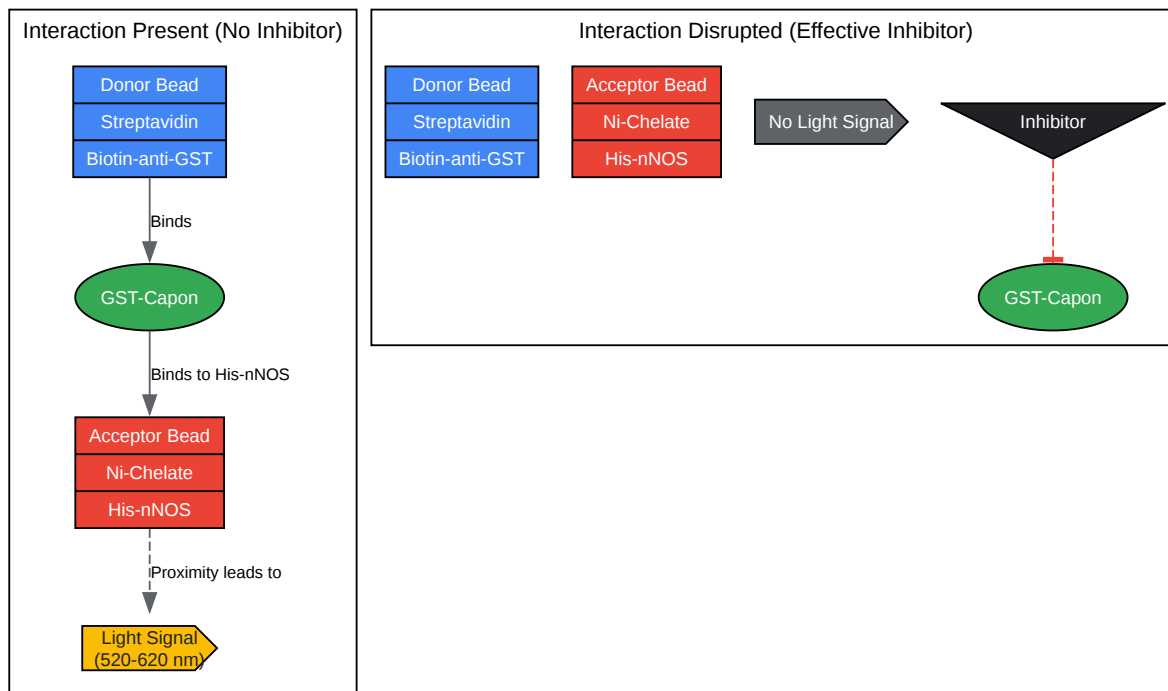 Interaction Present (No Inhibitor)
Donor Bead
Streptavidin
Biotin-anti-GST
Binds
GST-Capon
Binds to His-nNOS
Acceptor Bead
Ni-Chelate
His-nNOS
Proximity leads to
Light Signal
(520-620 nm)
Interaction Disrupted (Effective Inhibitor)
Donor Bead
Streptavidin
Biotin-anti-GST
Acceptor Bead
Ni-Chelate
His-nNOS
No Light Signal
Inhibitor
GST-Capon